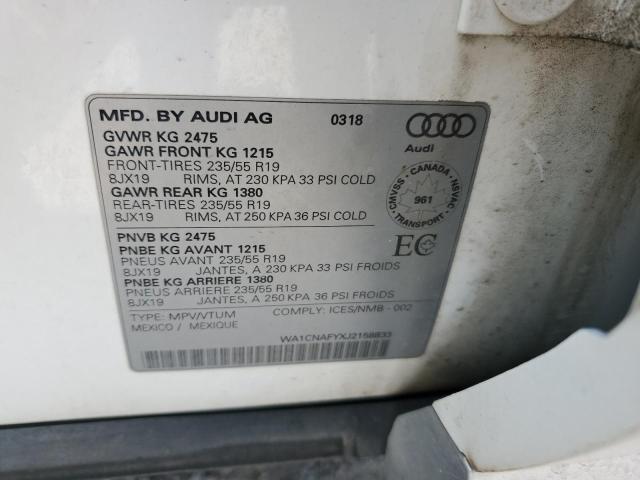 MFD. BY AUDI AG 0318
GVWR KG 2475
GAWR FRONT KG 1215
FRONT-TIRES 235/55 R19
8JX19 RIMS, AT 230 KPA 33 PSI COLD
GAWR REAR KG 1380
REAR-TIRES 235/55 R19
8JX19 RIMS, AT 250 KPA 36 PSI COLD
Audi
CMVSS - CANADA - NSVAC
961
TRANSPORT
PNVB KG 2475
PNBE KG AVANT 1215
PNEUS AVANT 235/55 R19
8JX19 JANTES, A 230 KPA 33 PSI FROIDS
PNBE KG ARRIERE 1380
PNEUS ARRIERE 235/55 R19
8JX19 JANTES, A 250 KPA 36 PSI FROIDS
EC
TYPE: MPV/VTUM COMPLY: ICES/NMB - 002
MEXICO / MEXIQUE
WA1CNAFYXJ2158833